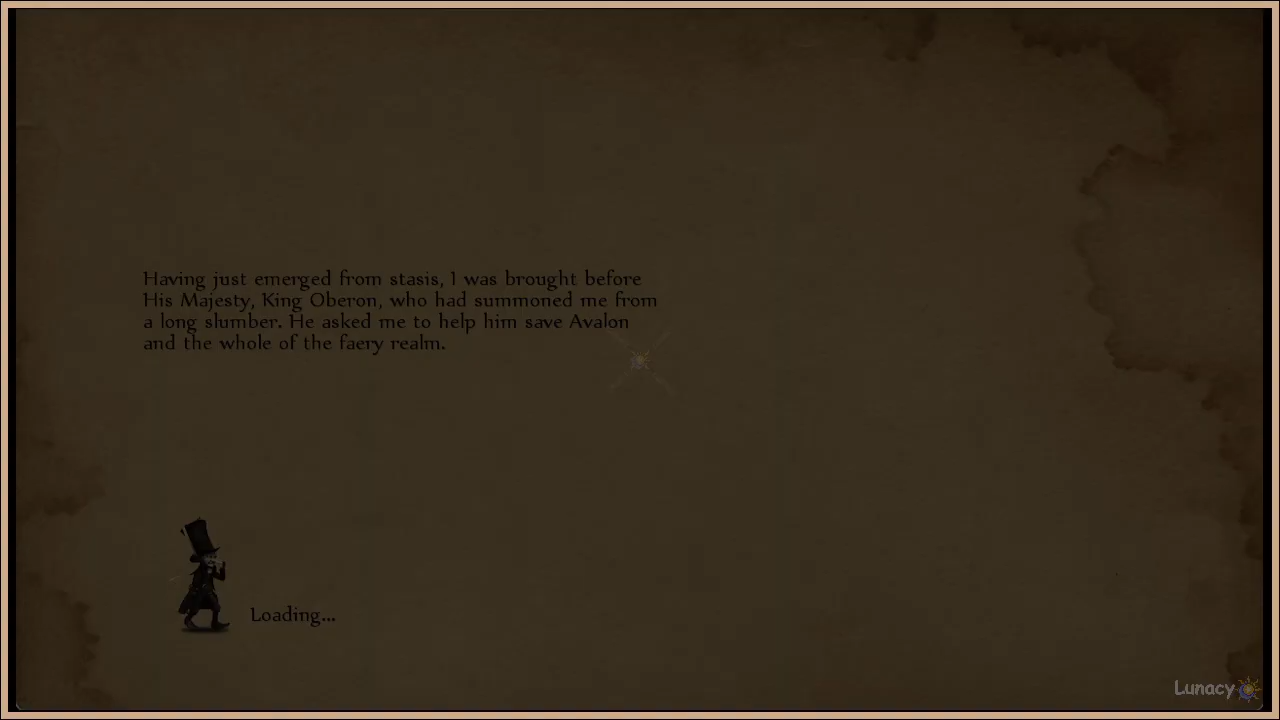 Having just emerged from stasis, I was brought before
His Majesty, King Oberon, who had summoned me from
a long slumber. He asked me to help him save Avalon
and the whole of the faery realm.
Loading...
Lunacy